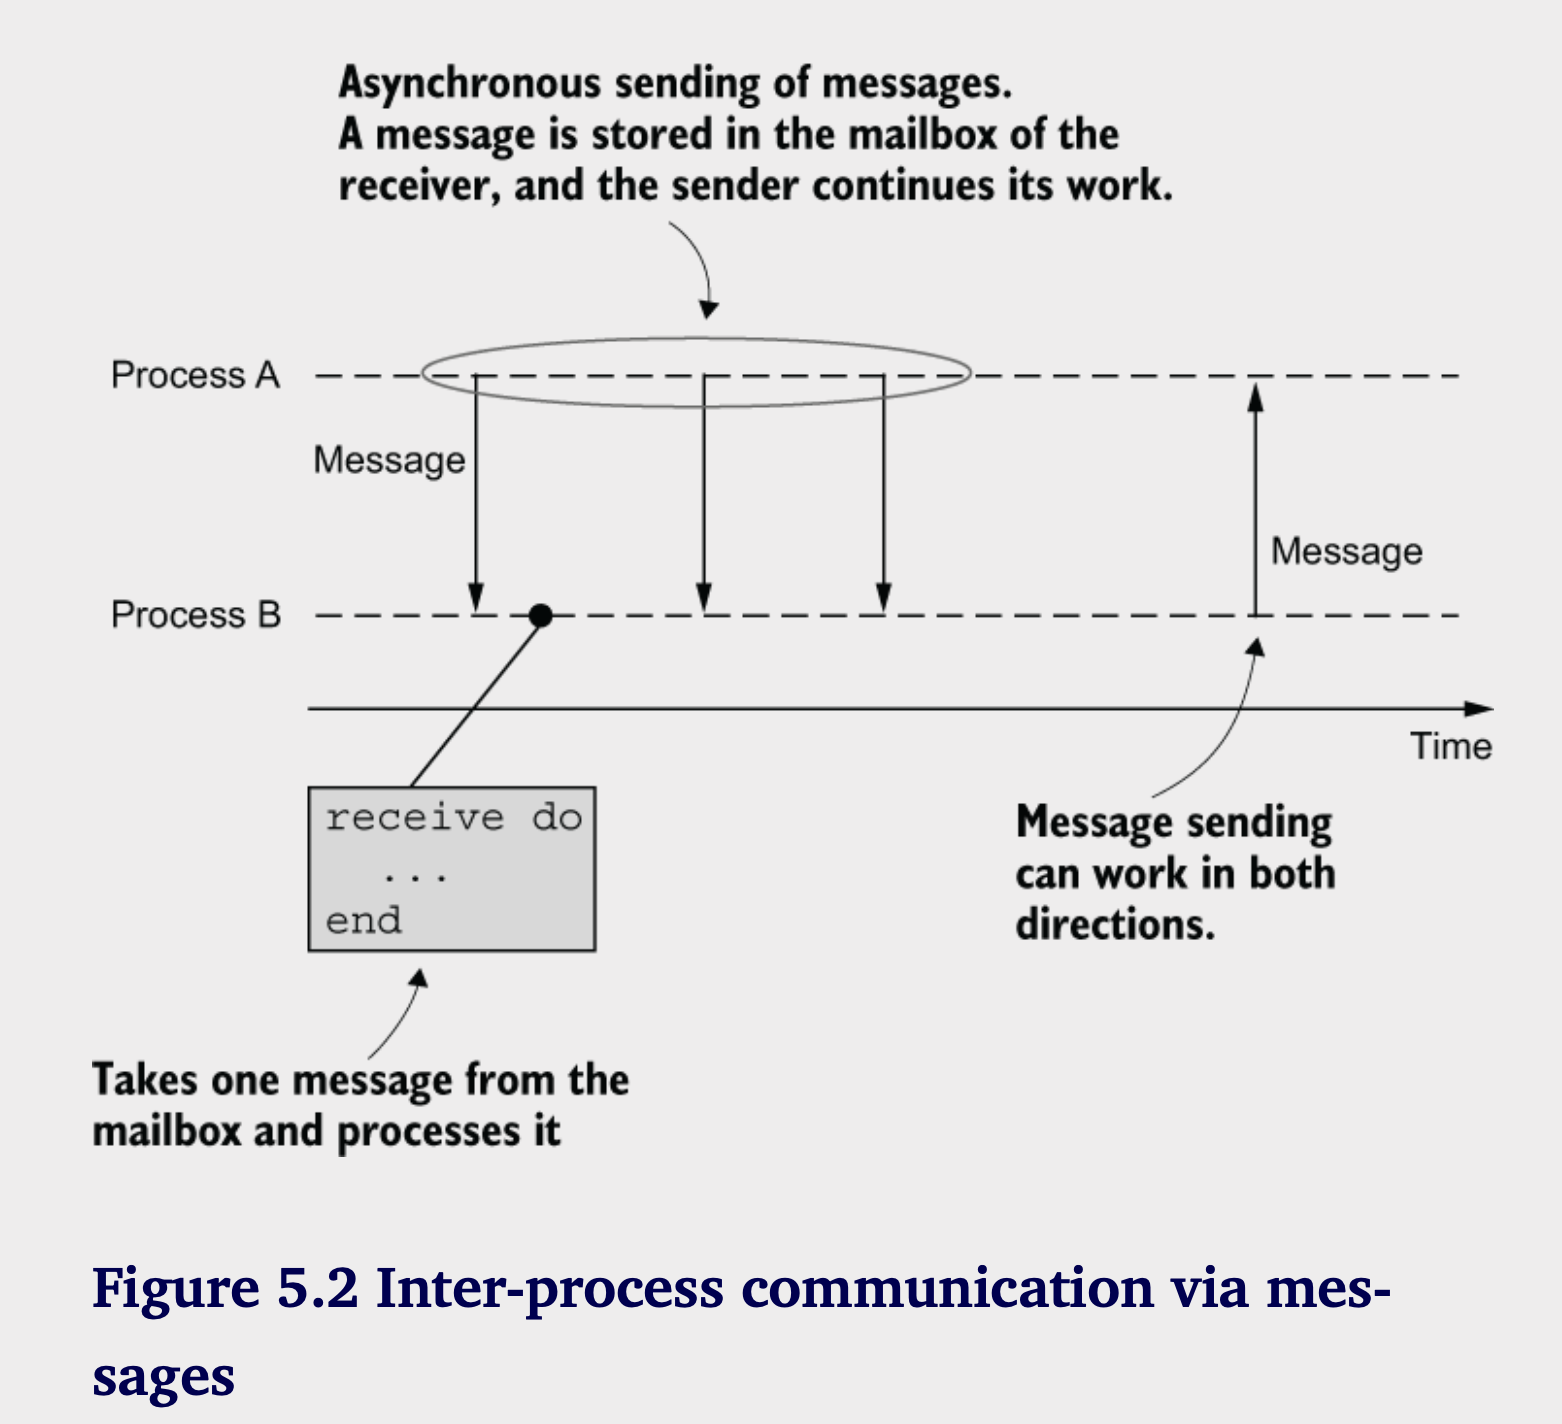 Asynchronous sending of messages.
A message is stored in the mailbox of the
receiver, and the sender continues its work.
Process A
Message
Message
Process B
Time
receive do
...
end
Message sending
can work in both
directions.
Takes one message from the
mailbox and processes it
Figure 5.2 Inter-process communication via mes-
sages